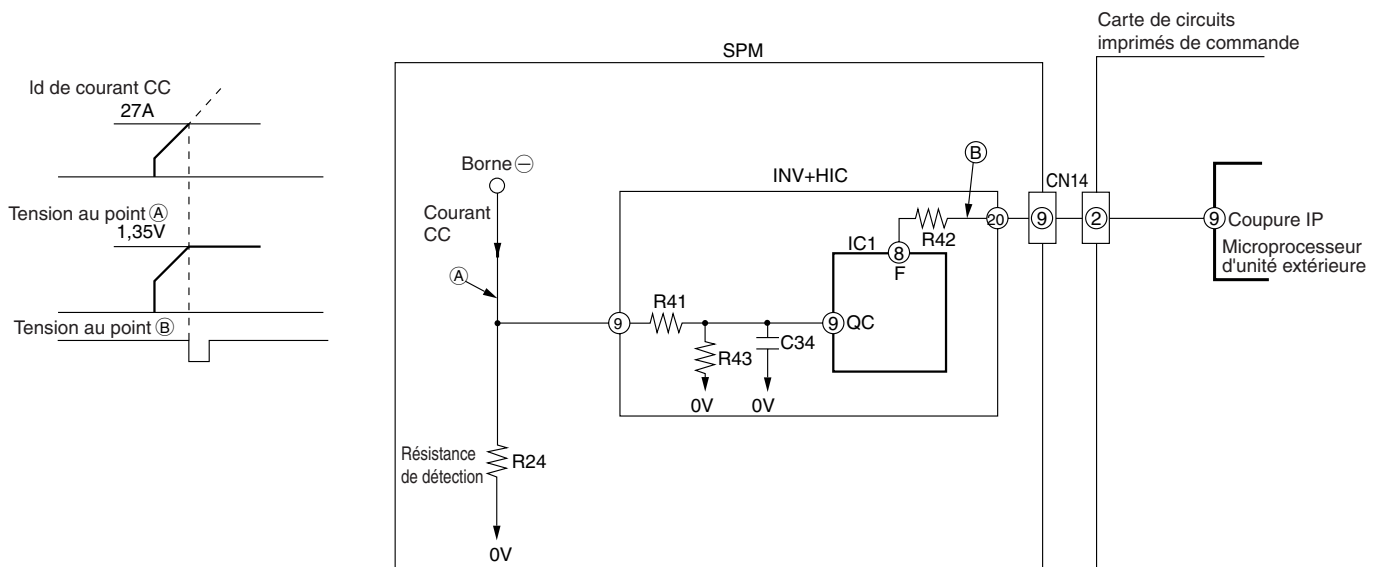 Id de courant CC
27A
Tension au point Ⓐ
1,35V
Tension au point Ⓑ
SPM
Borne ⊖
Courant
CC
Ⓐ
Résistance
de détection
R24
0V
INV+HIC
Ⓑ
IC1
⑧
F
R42
⑳
⑨
R41
R43
C34
⑨
QC
0V
0V
CN14
⑨
②
Carte de circuits
imprimés de commande
⑨
Coupure IP
Microprocesseur
d'unité extérieure